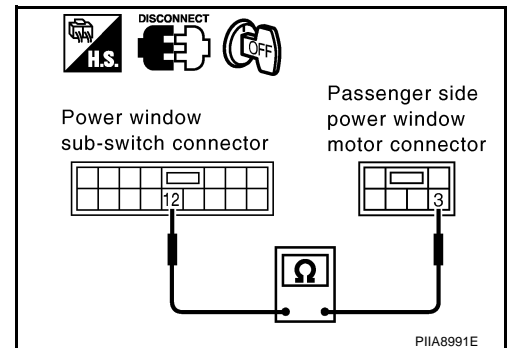 DISCONNECT
H.S.
OFF
Power window
sub-switch connector
Passenger side
power window
motor connector
12
3
Ω
PIIA8991E